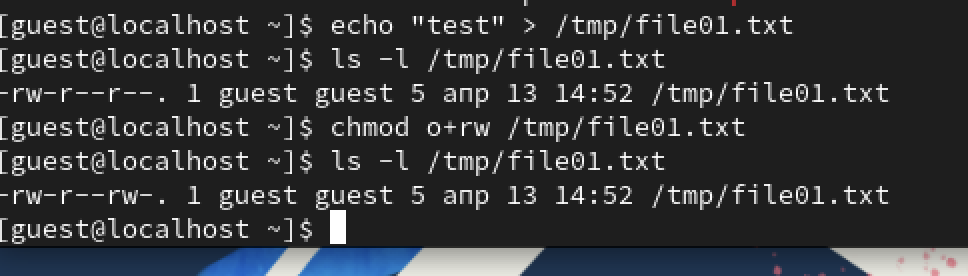 [guest@localhost ~]$ echo "test" > /tmp/file01.txt
[guest@localhost ~]$ ls -l /tmp/file01.txt
-rw-r--r--. 1 guest guest 5 апр 13 14:52 /tmp/file01.txt
[guest@localhost ~]$ chmod o+rw /tmp/file01.txt
[guest@localhost ~]$ ls -l /tmp/file01.txt
-rw-r--rw-. 1 guest guest 5 апр 13 14:52 /tmp/file01.txt
[guest@localhost ~]$